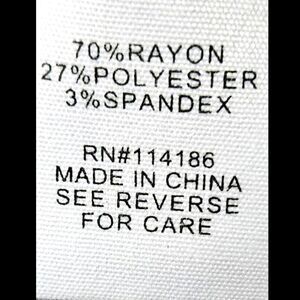 70%RAYON
27%POLYESTER
3%SPANDEX
RN#114186
MADE IN CHINA
SEE REVERSE
FOR CARE